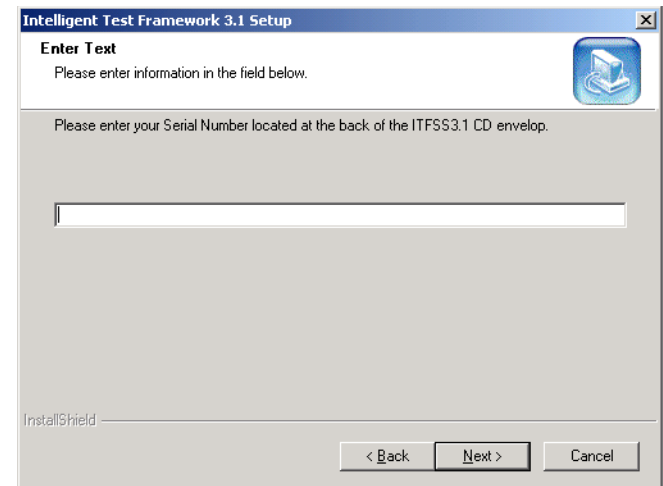 Intelligent Test Framework 3.1 Setup
Enter Text
Please enter information in the field below.
Please enter your Serial Number located at the back of the ITFSS3.1 CD envelop.
InstallShield
< Back Next > Cancel